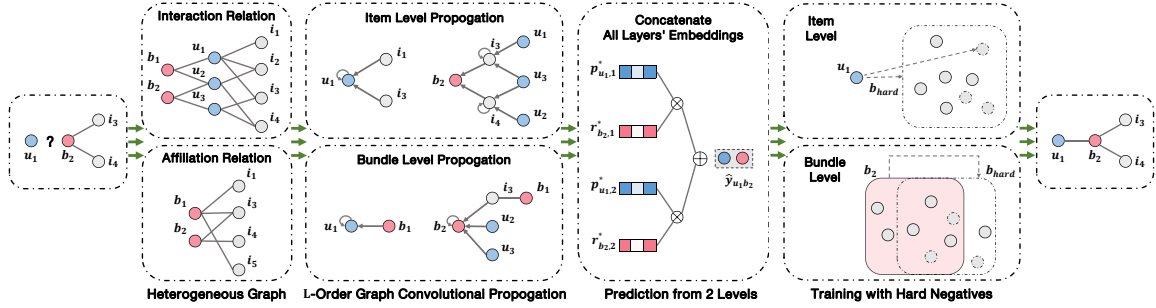 u1 ? b2
i3
i4
Interaction Relation
b1
b2
u1
u2
u3
i1
i2
i3
i4
Affiliation Relation
b1
b2
i1
i3
i4
i5
Heterogeneous Graph
Item Level Propogation
u1
i1
i3
b2
i3
i4
u1
u3
u2
Bundle Level Propogation
u1
b1
b2
i3
b1
u2
u3
L-Order Graph Convolutional Propogation
Concatenate
All Layers' Embeddings
p*u1,1
r*b2,1
p*u1,2
r*b2,2
ŷu1b2
Prediction from 2 Levels
Item
Level
u1
bhard
Bundle
Level
b2
bhard
Training with Hard Negatives
u1
b2
i3
i4